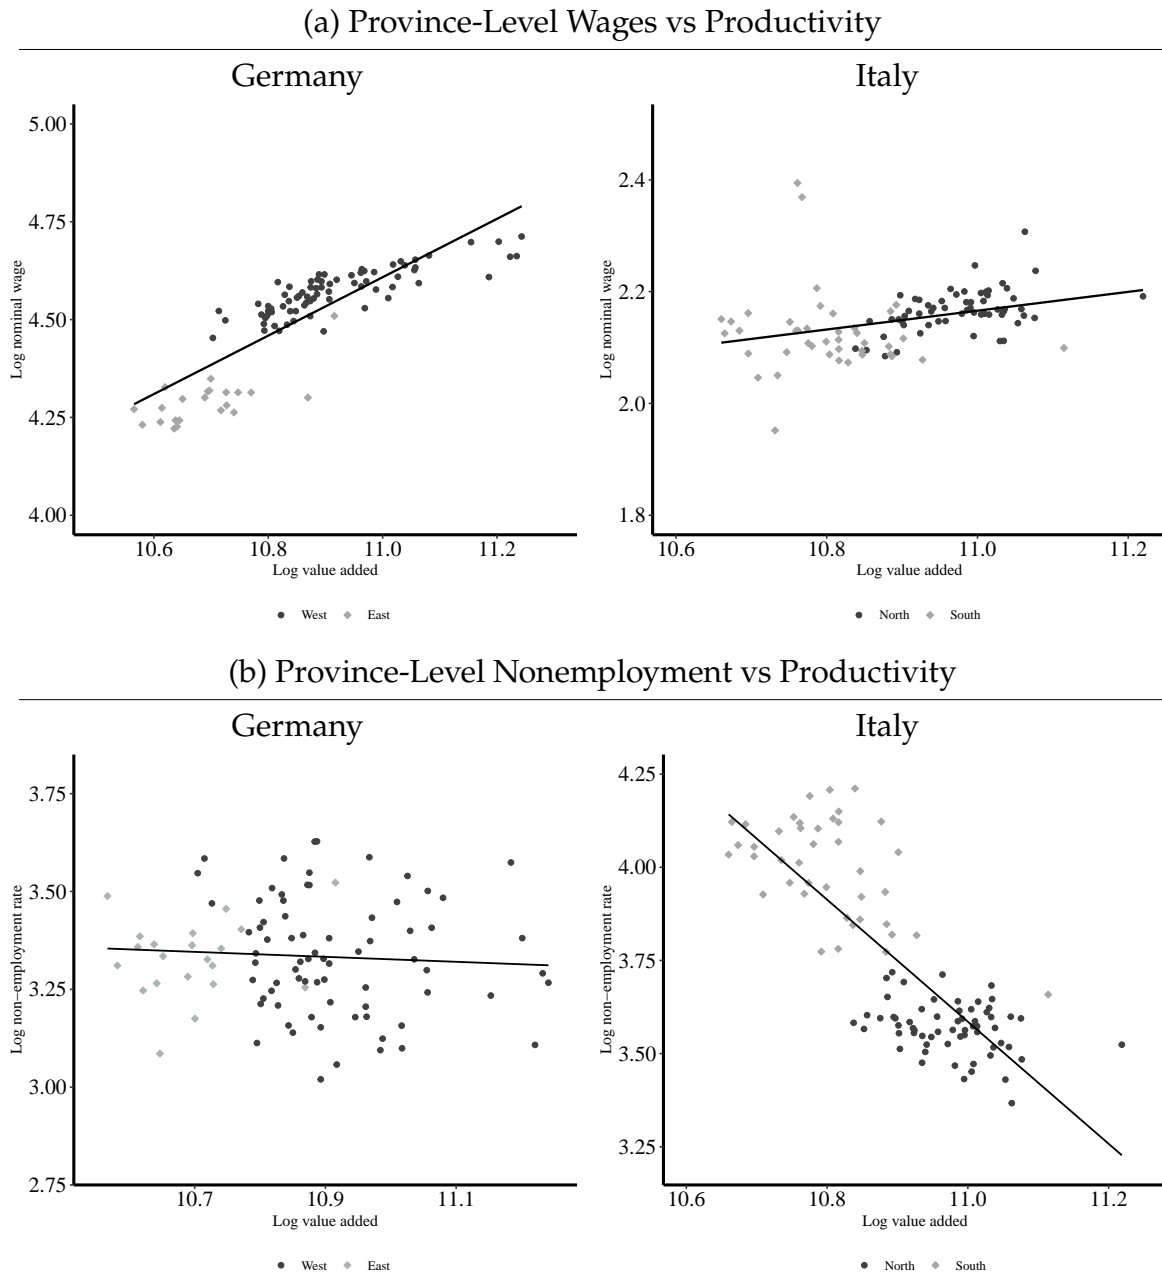 (a) Province-Level Wages vs Productivity
Germany
Italy
5.00
4.75
4.50
4.25
4.00
Log nominal wage
10.6 10.8 11.0 11.2
Log value added
West East
2.4
2.2
2.0
1.8
Log nominal wage
10.6 10.8 11.0 11.2
Log value added
North South
(b) Province-Level Nonemployment vs Productivity
Germany
Italy
3.75
3.50
3.25
3.00
2.75
Log non−employment rate
10.7 10.9 11.1
Log value added
West East
4.25
4.00
3.75
3.50
3.25
Log non−employment rate
10.6 10.8 11.0 11.2
Log value added
North South